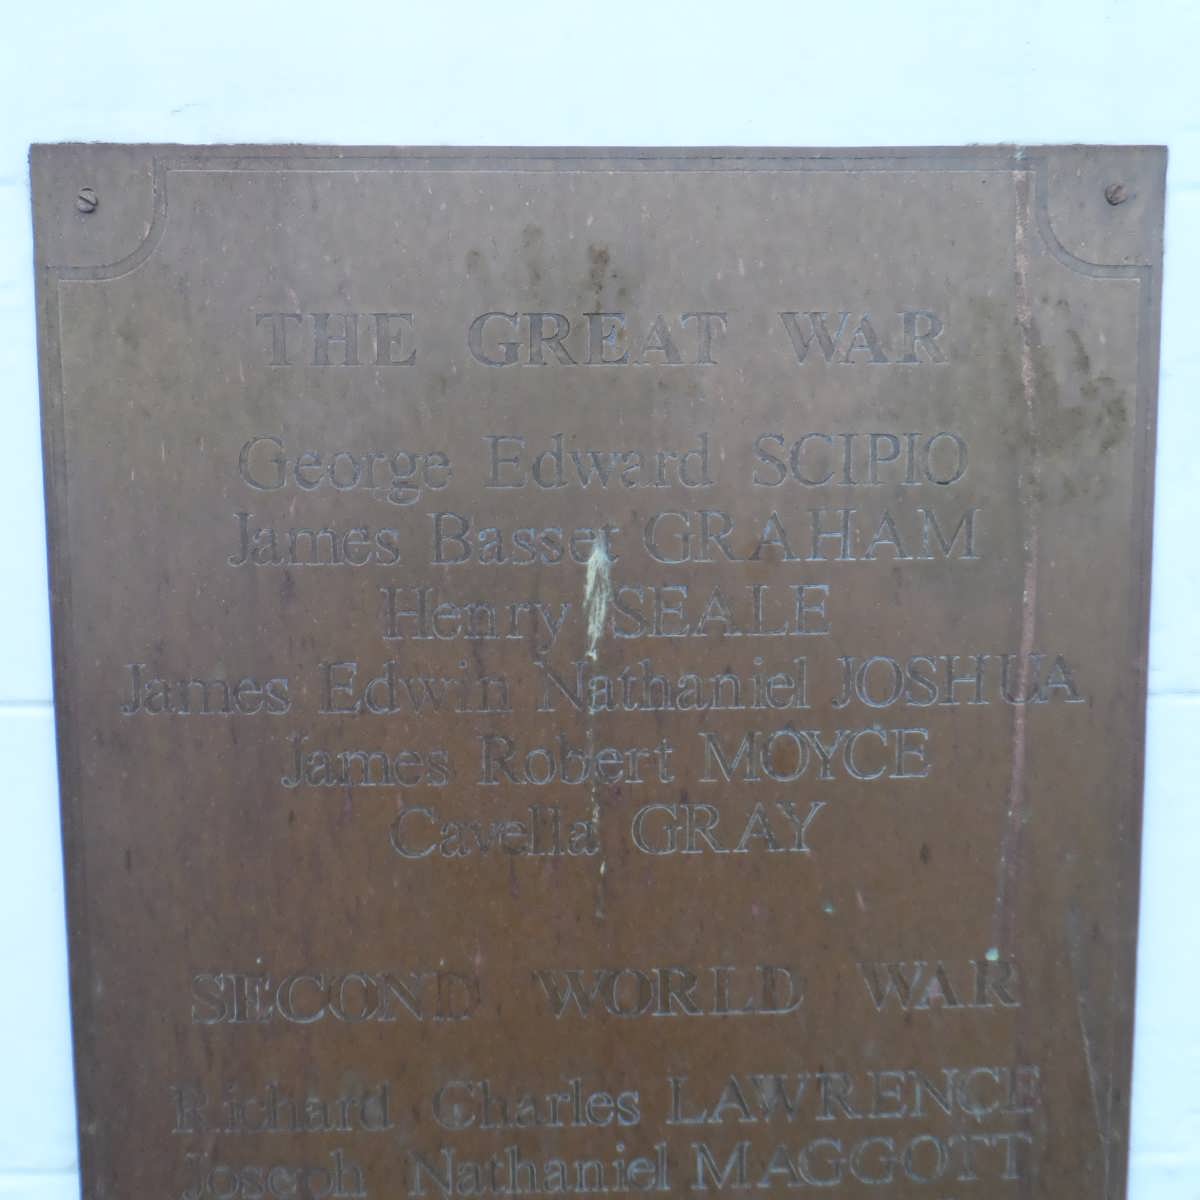 THE GREAT WAR
George Edward SCIPIO
James Basset GRAHAM
Henry SEALE
James Edwin Nathaniel JOSHUA
James Robert MOYCE
Cavella GRAY
SECOND WORLD WAR
Richard Charles LAWRENCE
Joseph Nathaniel MAGGOTT